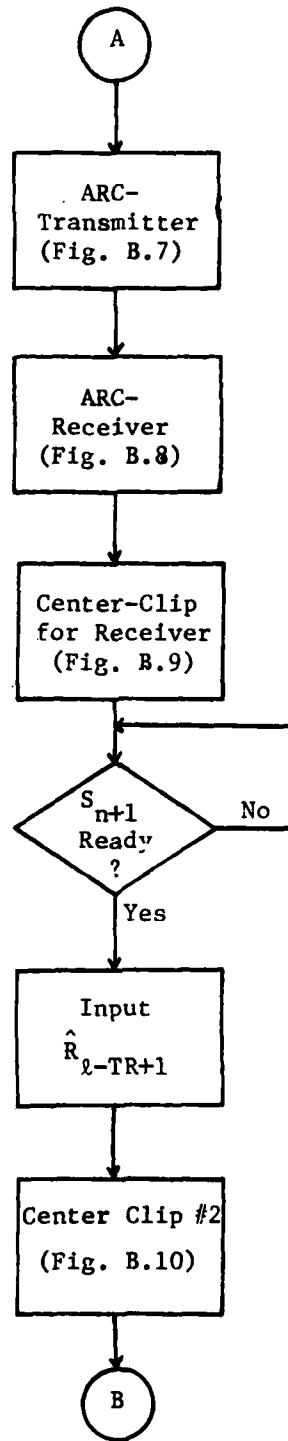 A
ARC-
Transmitter
(Fig. B.7)
ARC-
Receiver
(Fig. B.8)
Center-Clip
for Receiver
(Fig. B.9)
S_{n+1}
Ready
?
No
Yes
Input
R̂_{ℓ-TR+1}
Center Clip #2
(Fig. B.10)
B